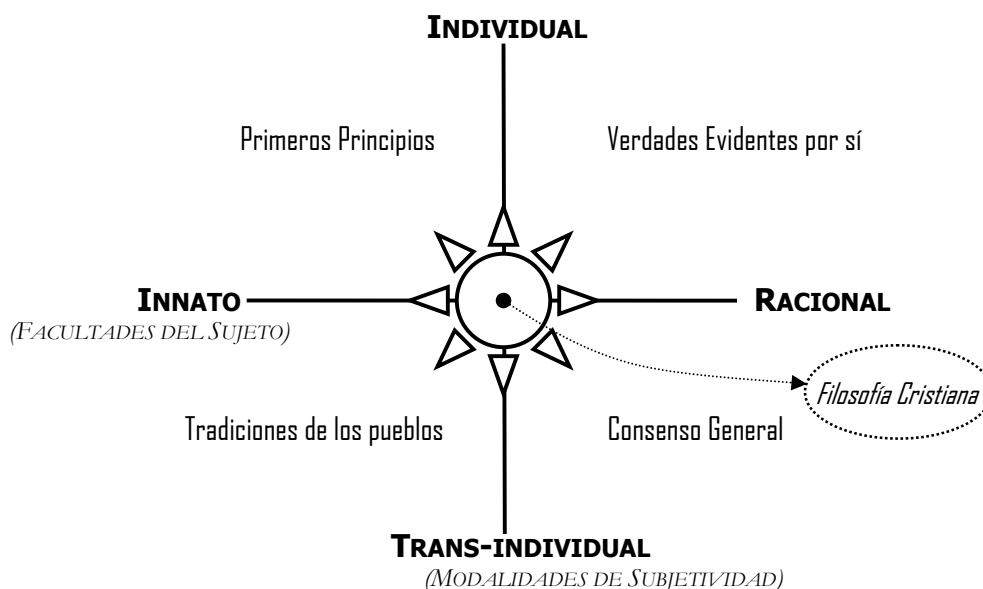 INDIVIDUAL
Primeros Principios
Verdades Evidentes por sí
INNATO
RACIONAL
(FACULTADES DEL SUJETO)
Filosofía Cristiana
Tradiciones de los pueblos
Consenso General
TRANS-INDIVIDUAL
(MODALIDADES DE SUBJETIVIDAD)